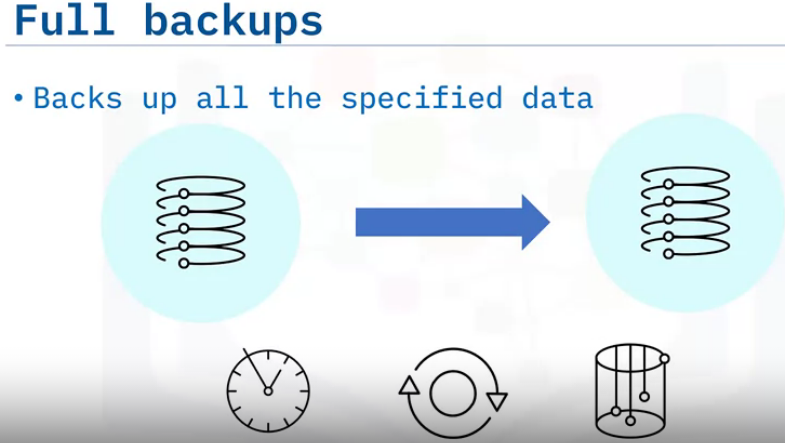 Full backups
• Backs up all the specified data